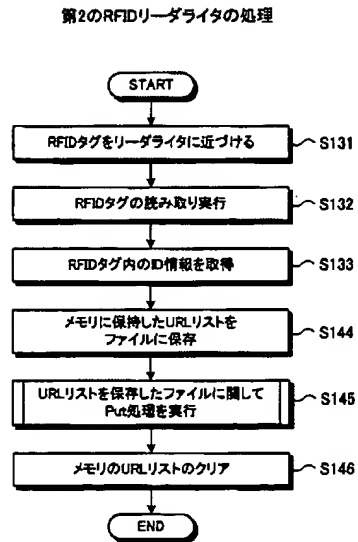 第2のRFIDリーダライタの処理
START
RFIDタグをリーダライタに近づける
S131
RFIDタグの読み取り実行
S132
RFIDタグ内のID情報を取得
S133
メモリに保持したURLリストを
ファイルに保存
S144
URLリストを保存したファイルに関して
Put処理を実行
S145
メモリのURLリストのクリア
S146
END